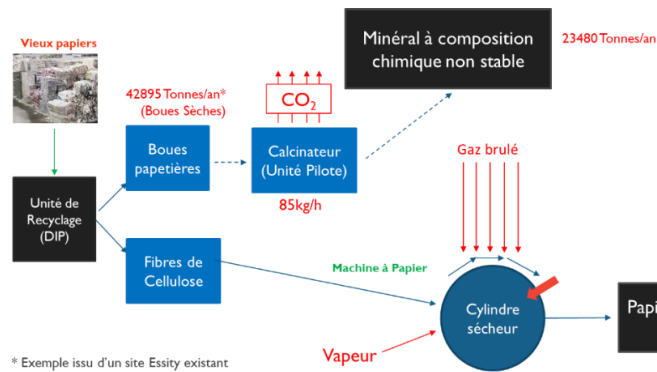 Vieux papiers
42895 Tonnes/an*
(Boues Sèches)
CO2
Minéral à composition
chimique non stable
23480 Tonnes/an
Boues
papetières
Calcinateur
(Unité Pilote)
85kg/h
Gaz brulé
Unité de
Recyclage
(DIP)
Fibres de
Cellulose
Machine à Papier
Cylindre
sécheur
Vapeur
* Exemple issu d'un site Essity existant